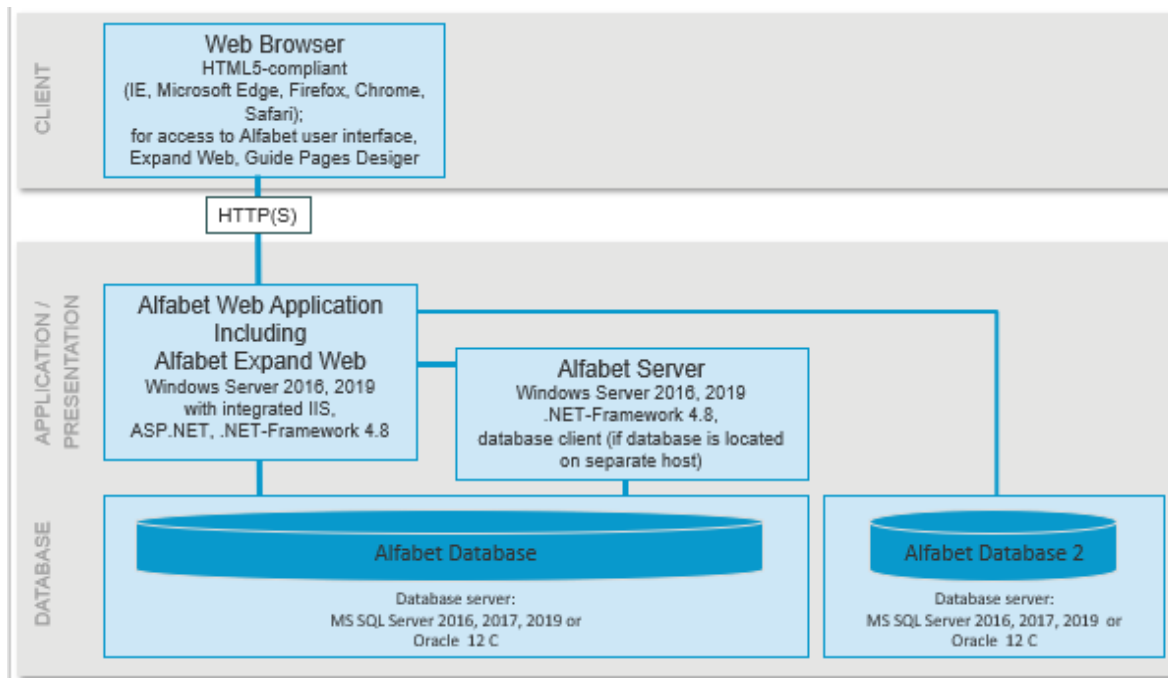 CLIENT
Web Browser
HTML5-compliant
(IE, Microsoft Edge, Firefox, Chrome,
Safari);
for access to Alfabet user interface,
Expand Web, Guide Pages Desiger
HTTP(S)
APPLICATION /
PRESENTATION
Alfabet Web Application
Including
Alfabet Expand Web
Windows Server 2016, 2019
with integrated IIS,
ASP.NET, .NET-Framework 4.8
Alfabet Server
Windows Server 2016, 2019
.NET-Framework 4.8,
database client (if database is located
on separate host)
DATABASE
Alfabet Database
Database server:
MS SQL Server 2016, 2017, 2019 or
Oracle 12 C
Alfabet Database 2
Database server:
MS SQL Server 2016, 2017, 2019 or
Oracle 12 C